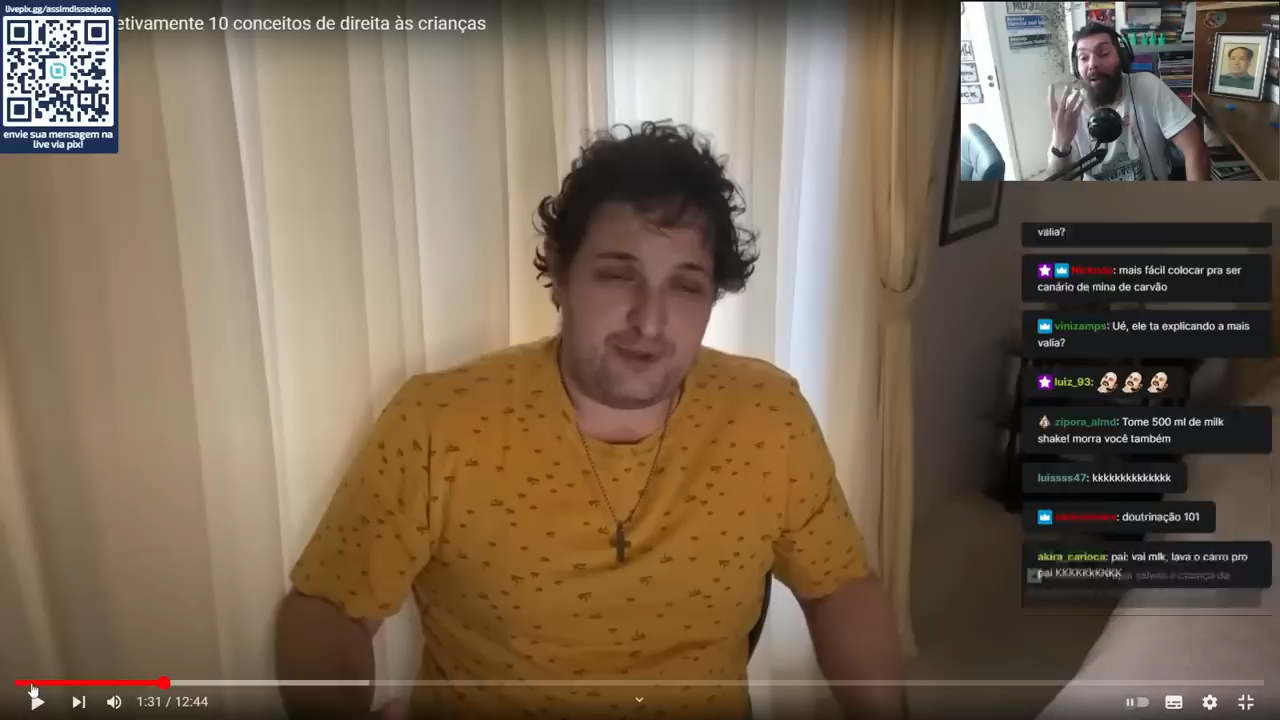 livepix.gg/assimdisseojoao
etivamente 10 conceitos de direita às crianças
envie sua mensagem na
live via pix!
valia?
: mais fácil colocar pra ser
canário de mina de carvão
vinizamps: Ué, ele ta explicando a mais
valia?
luiz_93:
zipora_almd: Tome 500 ml de milk
shake! morra você também
luissss47: kkkkkkkkkkkkkk
: doutrinação 101
akira_carioca: pai: vai mlk, lava o carro pro
pai KKKKKKKKKK
1:31 / 12:44